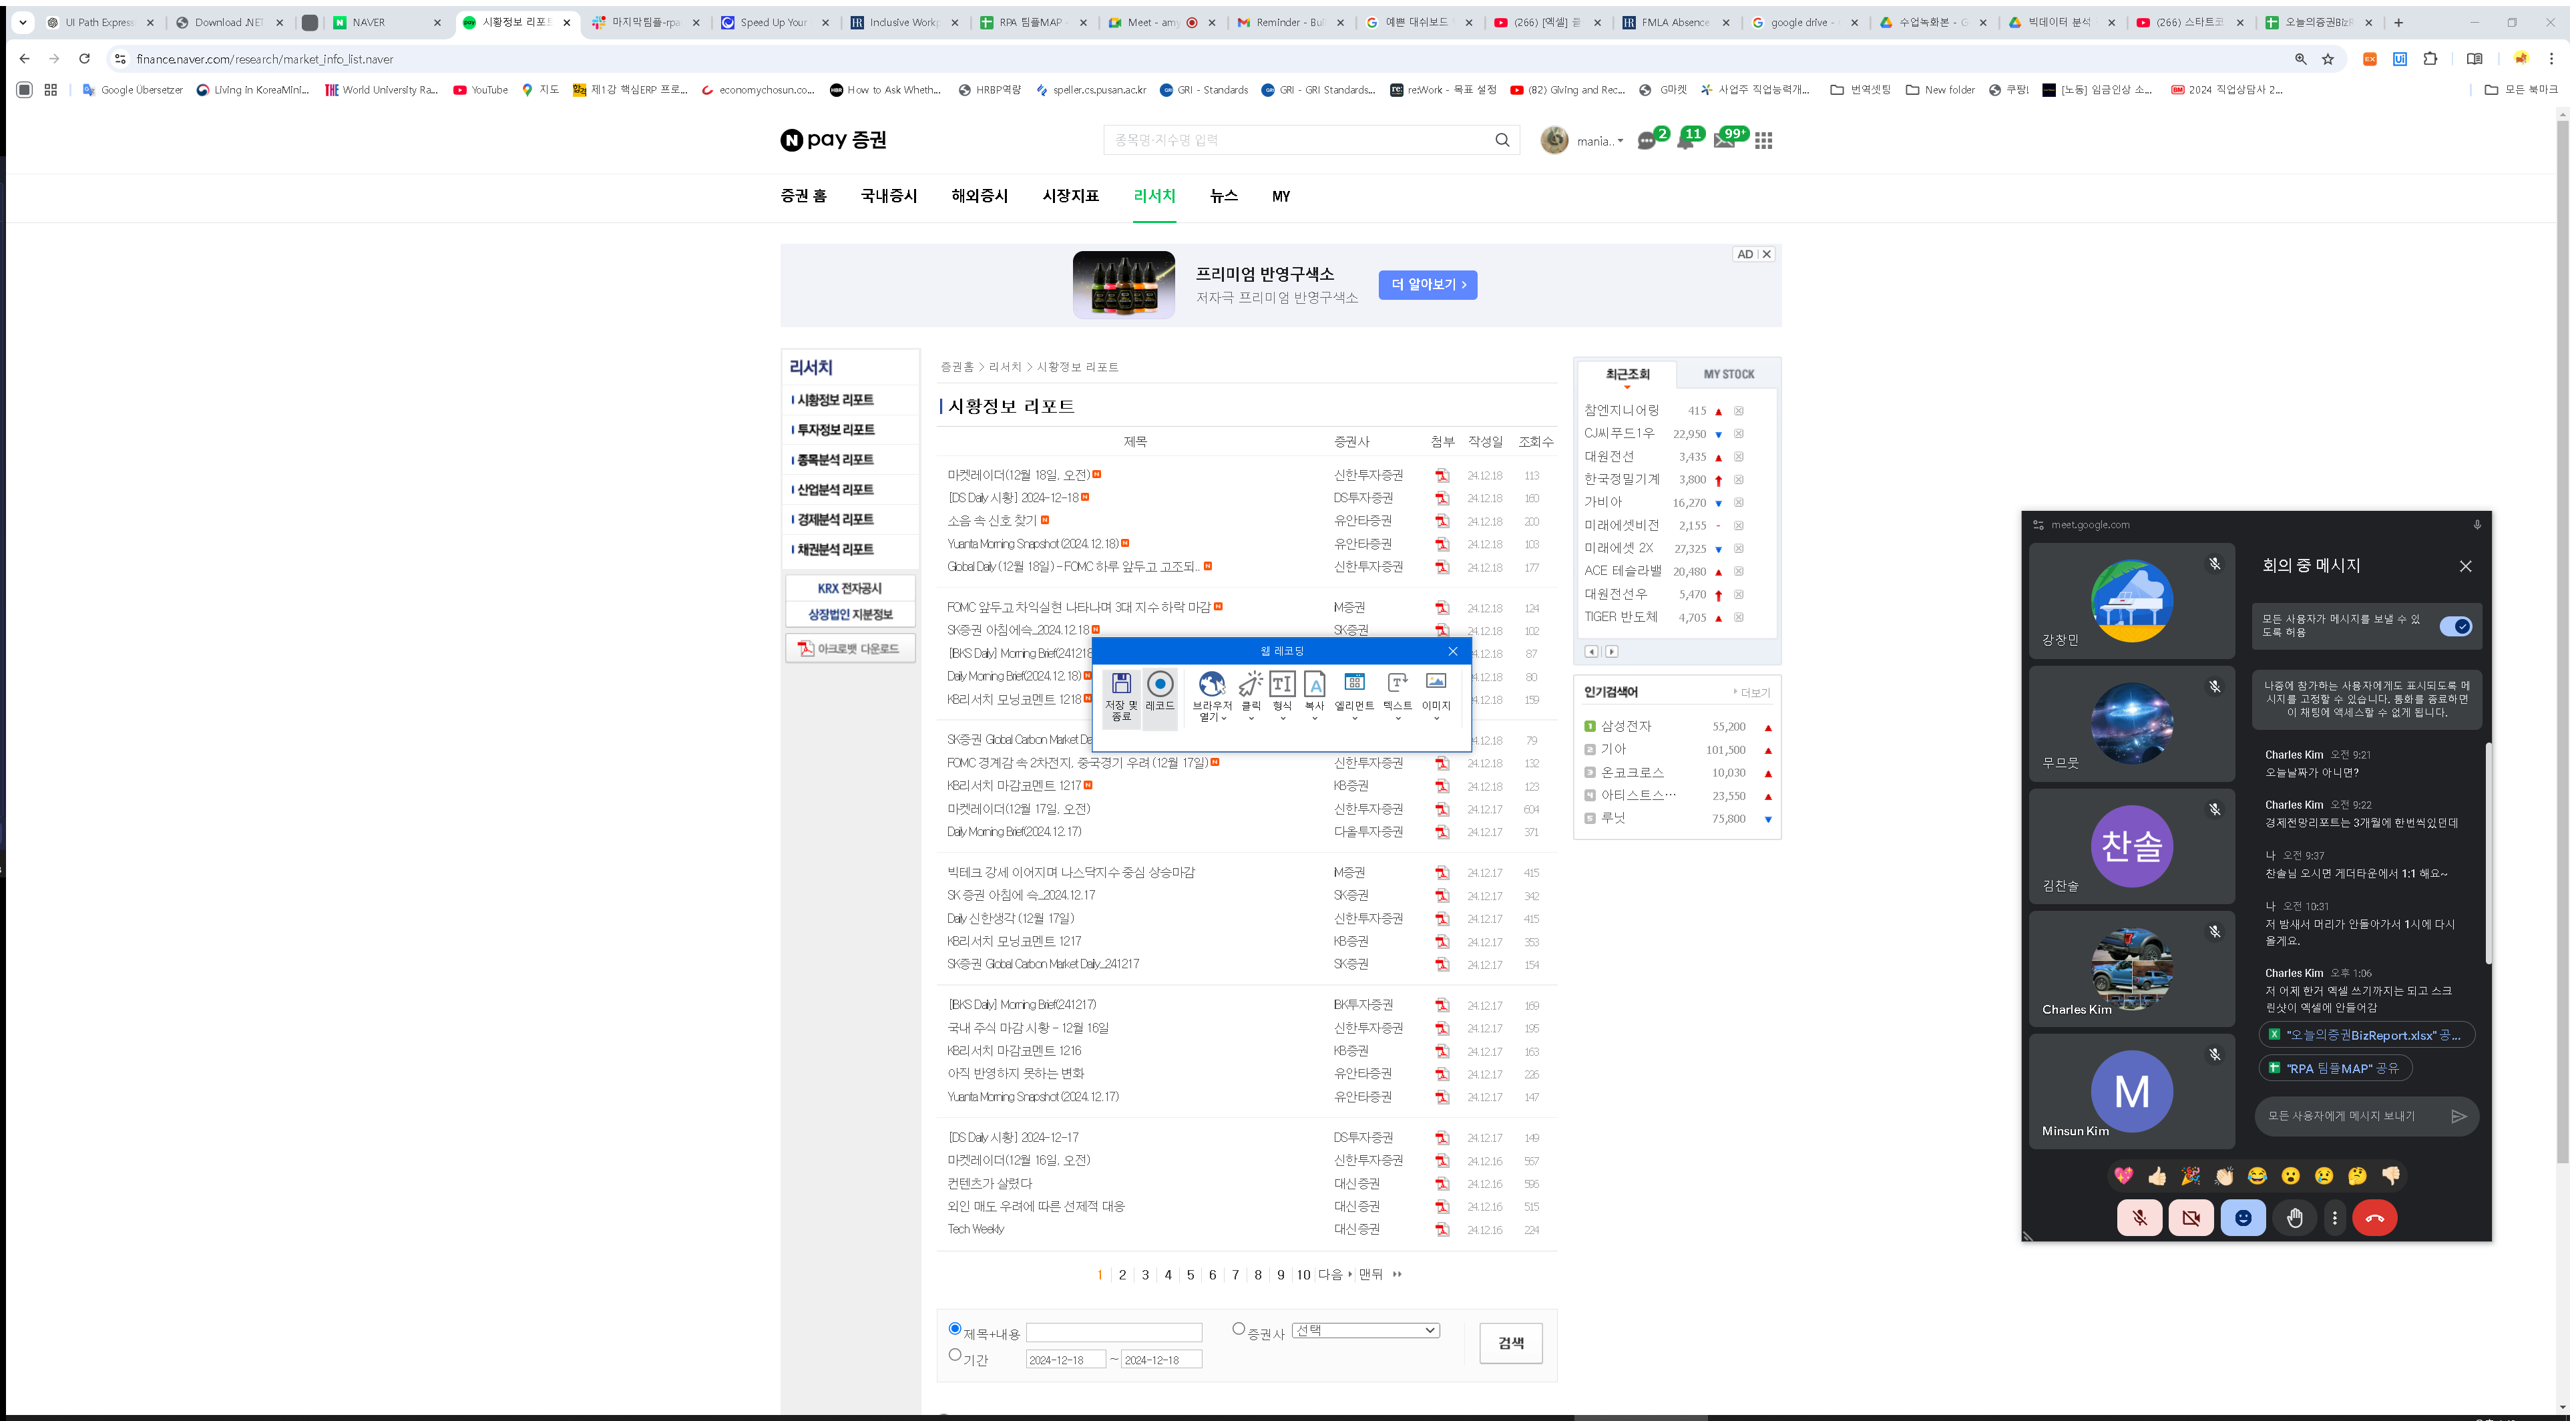 UI Path Express
Download .NET
NAVER
시황정보 리포트
마지막팀플-rpa
Speed Up Your
Inclusive Workp
RPA 팀플MAP -
Meet - amy
Reminder - Bui
예쁜 대쉬보드
(266) [엑셀]
FMLA Absence
google drive -
수업녹화본 - G
빅데이터 분석
(266) 스타트코
오늘의증권BizR
finance.naver.com/research/market_info_list.naver
Google Übersetzer
Living in KoreaMini...
THE World University Ra...
YouTube
지도
제1강 핵심ERP 프로...
economychosun.co...
How to Ask Wheth...
HRBP역량
speller.cs.pusan.ac.kr
GRI - Standards
GRI - GRI Standards...
re:Work - 목표 설정
(82) Giving and Rec...
G마켓
사업주 직업능력개...
번역셋팅
New folder
쿠팡!
[노동] 임금인상 소...
2024 직업상담사 2...
모든 북마크
N pay 증권
종목명·지수명 입력
mania..
2
11
99+
증권 홈 국내증시 해외증시 시장지표 리서치 뉴스 MY
프리미엄 반영구색소
저자극 프리미엄 반영구색소
더 알아보기 >
AD
리서치
시황정보 리포트
투자정보 리포트
종목분석 리포트
산업분석 리포트
경제분석 리포트
채권분석 리포트
KRX 전자공시
상장법인 지분정보
아크로뱃 다운로드
증권홈 > 리서치 > 시황정보 리포트
시황정보 리포트
제목 증권사 첨부 작성일 조회수
마켓레이더(12월 18일, 오전) N 신한투자증권 24.12.18 113
[DS Daily 시황] 2024-12-18 N DS투자증권 24.12.18 160
소음 속 신호 찾기 N 유안타증권 24.12.18 200
Yuanta Morning Snapshot (2024.12.18) N 유안타증권 24.12.18 103
Global Daily (12월 18일) - FOMC 하루 앞두고 고조되.. N 신한투자증권 24.12.18 177
FOMC 앞두고 차익실현 나타나며 3대 지수 하락 마감 N iM증권 24.12.18 124
SK증권 아침에슥_2024.12.18 N SK증권 24.12.18 102
[IBKS Daily] Morning Brief(241218 4.12.18 87
Daily Morning Brief(2024.12.18) N 4.12.18 80
KB리서치 모닝코멘트 1218 N 4.12.18 159
SK증권 Global Carbon Market Da 4.12.18 79
FOMC 경계감 속 2차전지, 중국경기 우려 (12월 17일) N 신한투자증권 24.12.18 132
KB리서치 마감코멘트 1217 N KB증권 24.12.18 123
마켓레이더(12월 17일, 오전) 신한투자증권 24.12.17 604
Daily Morning Brief(2024.12.17) 다올투자증권 24.12.17 371
빅테크 강세 이어지며 나스닥지수 중심 상승마감 iM증권 24.12.17 415
SK 증권 아침에 슥_2024.12.17 SK증권 24.12.17 342
Daily 신한생각 (12월 17일) 신한투자증권 24.12.17 415
KB리서치 모닝코멘트 1217 KB증권 24.12.17 353
SK증권 Global Carbon Market Daily_241217 SK증권 24.12.17 154
[IBKS Daily] Morning Brief(241217) IBK투자증권 24.12.17 169
국내 주식 마감 시황 - 12월 16일 신한투자증권 24.12.17 195
KB리서치 마감코멘트 1216 KB증권 24.12.17 163
아직 반영하지 못하는 변화 유안타증권 24.12.17 226
Yuanta Morning Snapshot (2024.12.17) 유안타증권 24.12.17 147
[DS Daily 시황] 2024-12-17 DS투자증권 24.12.17 149
마켓레이더(12월 16일, 오전) 신한투자증권 24.12.16 567
컨텐츠가 살렸다 대신증권 24.12.16 596
외인 매도 우려에 따른 선제적 대응 대신증권 24.12.16 515
Tech Weekly 대신증권 24.12.16 224
1 2 3 4 5 6 7 8 9 10 다음 맨뒤
제목+내용 증권사 선택
기간 2024-12-18 ~ 2024-12-18
검색
웹 레코딩
저장 및 종료
레코드
브라우저 열기
클릭
형식
복사
엘리먼트
텍스트
이미지
최근조회 MY STOCK
참엔지니어링 415
CJ씨푸드1우 22,950
대원전선 3,435
한국정밀기계 3,800
가비아 16,270
미래에셋비전 2,155
미래에셋 2X 27,325
ACE 테슬라밸 20,480
대원전선우 5,470
TIGER 반도체 4,705
인기검색어 더보기
1 삼성전자 55,200
2 기아 101,500
3 온코크로스 10,030
4 아티스트스… 23,550
5 루닛 75,800
meet.google.com
강창민
무므뭇
찬솔
김찬솔
Charles Kim
M
Minsun Kim
회의 중 메시지
모든 사용자가 메시지를 보낼 수 있
도록 허용
나중에 참가하는 사용자에게도 표시되도록 메
시지를 고정할 수 있습니다. 통화를 종료하면
이 채팅에 액세스할 수 없게 됩니다.
Charles Kim 오전 9:21
오늘날짜가 아니면?
Charles Kim 오전 9:22
경제전망리포트는 3개월에 한번씩있던데
나 오전 9:37
찬솔님 오시면 게더타운에서 1:1 해요~
나 오전 10:31
저 밤새서 머리가 안돌아가서 1시에 다시
올게요.
Charles Kim 오후 1:06
저 어제 한거 엑셀 쓰기까지는 되고 스크
린샷이 엑셀에 안들어감
"오늘의증권BizReport.xlsx" 공...
"RPA 팀플MAP" 공유
모든 사용자에게 메시지 보내기